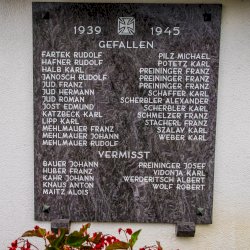 1939 1945
GEFALLEN
FARTEK RUDOLF
HAFNER RUDOLF
HALB KARL
JANOSCH RUDOLF
JUD FRANZ
JUD HERMANN
JUD ROMAN
JOST EDMUND
KATZBECK KARL
LIPP KARL
MEHLMAUER FRANZ
MEHLMAUER JOHANN
MEHLMAUER RUDOLF
PILZ MICHAEL
POTETZ KARL
PREININGER FRANZ
PREININGER FRANZ
PREININGER FRANZ
SCHAFFER KARL
SCHERBLER ALEXANDER
SCHERBLER KARL
SCHMELZER FRANZ
STACHERL FRANZ
SZALAY KARL
WEBER KARL
VERMISST
BAUER JOHANN
HUBER FRANZ
KAHR JOHANN
KNAUS ANTON
MAITZ ALOIS
PREININGER JOSEF
VIDONJA KARL
WERDERITSCH ALBERT
WOLF ROBERT